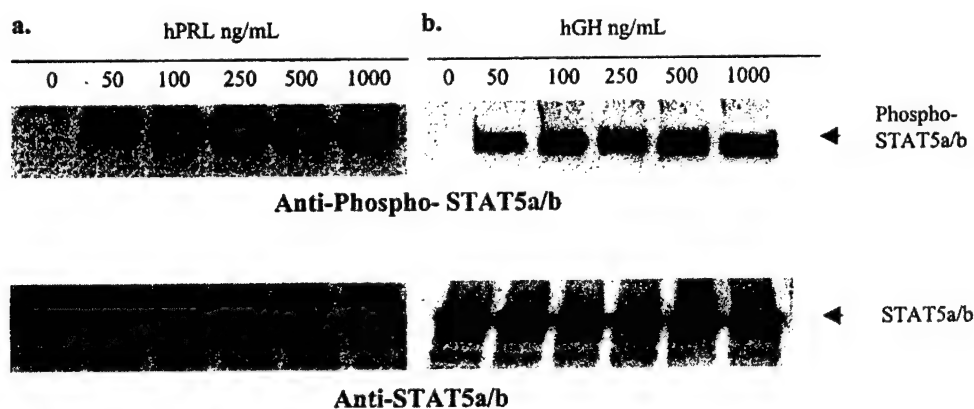 a. hPRL ng/mL
0 50 100 250 500 1000
b. hGH ng/mL
0 50 100 250 500 1000
Phospho-
STAT5a/b
Anti-Phospho- STAT5a/b
STAT5a/b
Anti-STAT5a/b